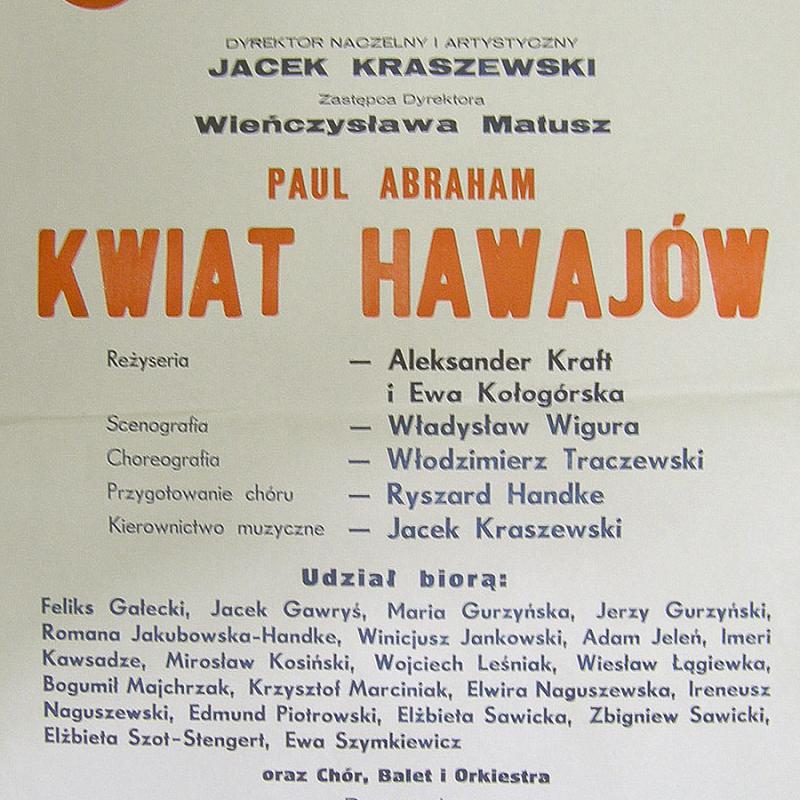 DYREKTOR NACZELNY I ARTYSTYCZNY
JACEK KRASZEWSKI
Zastępca Dyrektora
Wieńczysława Matusz
PAUL ABRAHAM
KWIAT HAWAJÓW
Reżyseria — Aleksander Kraft
i Ewa Kołogórska
Scenografia — Władysław Wigura
Choreografia — Włodzimierz Traczewski
Przygotowanie chóru — Ryszard Handke
Kierownictwo muzyczne — Jacek Kraszewski
Udział biorą:
Feliks Gałecki, Jacek Gawryś, Maria Gurzyńska, Jerzy Gurzyński,
Romana Jakubowska-Handke, Winicjusz Jankowski, Adam Jeleń, Imeri
Kawsadze, Mirosław Kosiński, Wojciech Leśniak, Wiesław Łągiewka,
Bogumił Majchrzak, Krzysztof Marciniak, Elwira Naguszewska, Ireneusz
Naguszewski, Edmund Piotrowski, Elżbieta Sawicka, Zbigniew Sawicki,
Elżbieta Szot-Stengert, Ewa Szymkiewicz
oraz Chór, Balet i Orkiestra